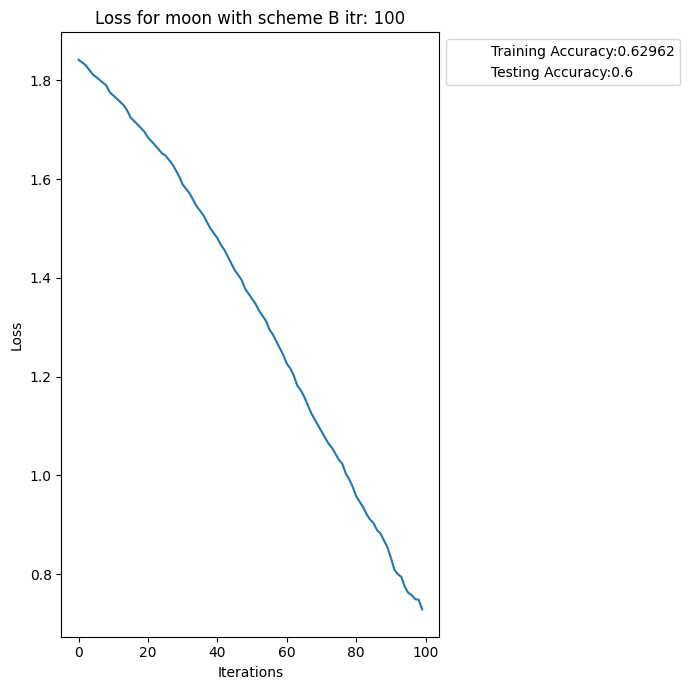 Loss for moon with scheme B itr: 100
Training Accuracy:0.62962
Testing Accuracy:0.6
1.8
1.6
1.4
1.2
1.0
0.8
Loss
0 20 40 60 80 100
Iterations